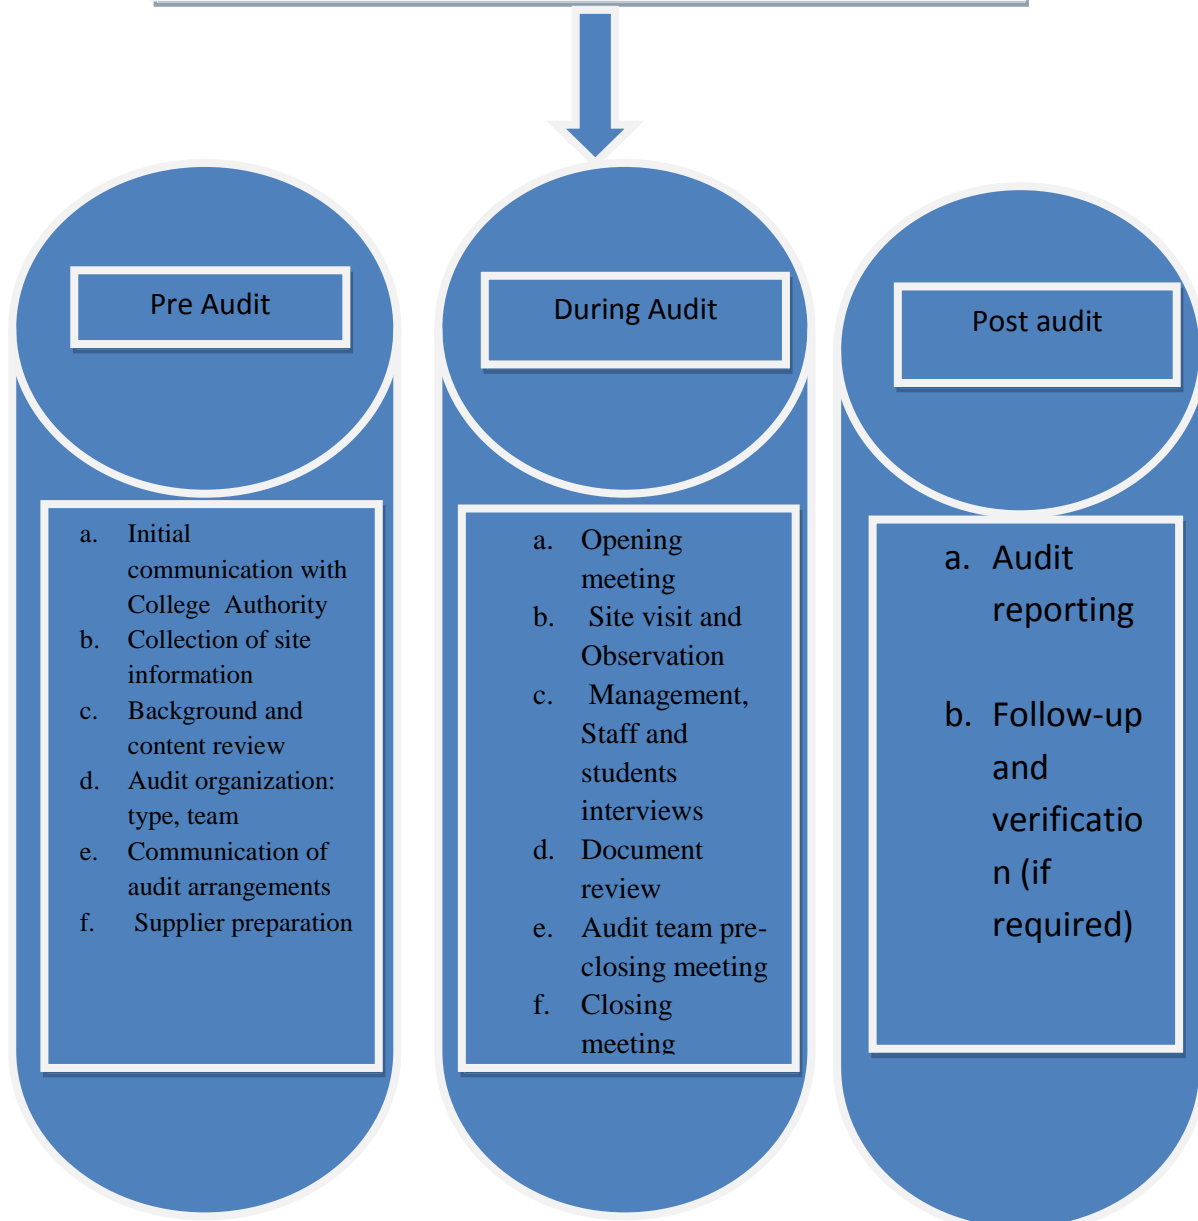 Pre Audit
a. Initial
communication with
College Authority
b. Collection of site
information
c. Background and
content review
d. Audit organization:
type, team
e. Communication of
audit arrangements
f. Supplier preparation
During Audit
a. Opening
meeting
b. Site visit and
Observation
c. Management,
Staff and
students
interviews
d. Document
review
e. Audit team pre-
closing meeting
f. Closing
meeting
Post audit
a. Audit
reporting
b. Follow-up
and
verificatio
n (if
required)